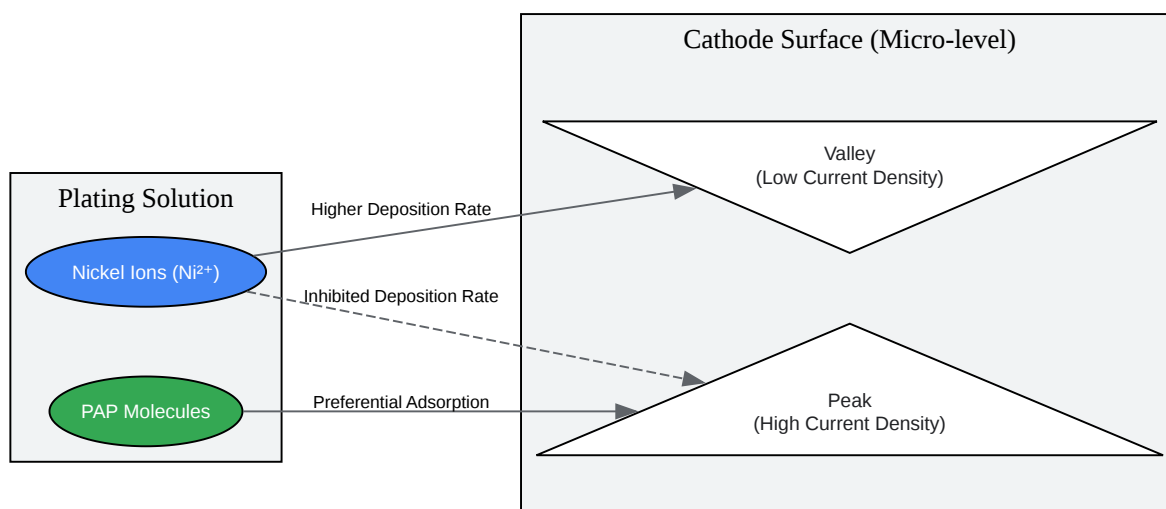 Cathode Surface (Micro-level)
Valley
(Low Current Density)
Plating Solution
Higher Deposition Rate
Nickel Ions (Ni²⁺)
Inhibited Deposition Rate
PAP Molecules
Preferential Adsorption
Peak
(High Current Density)